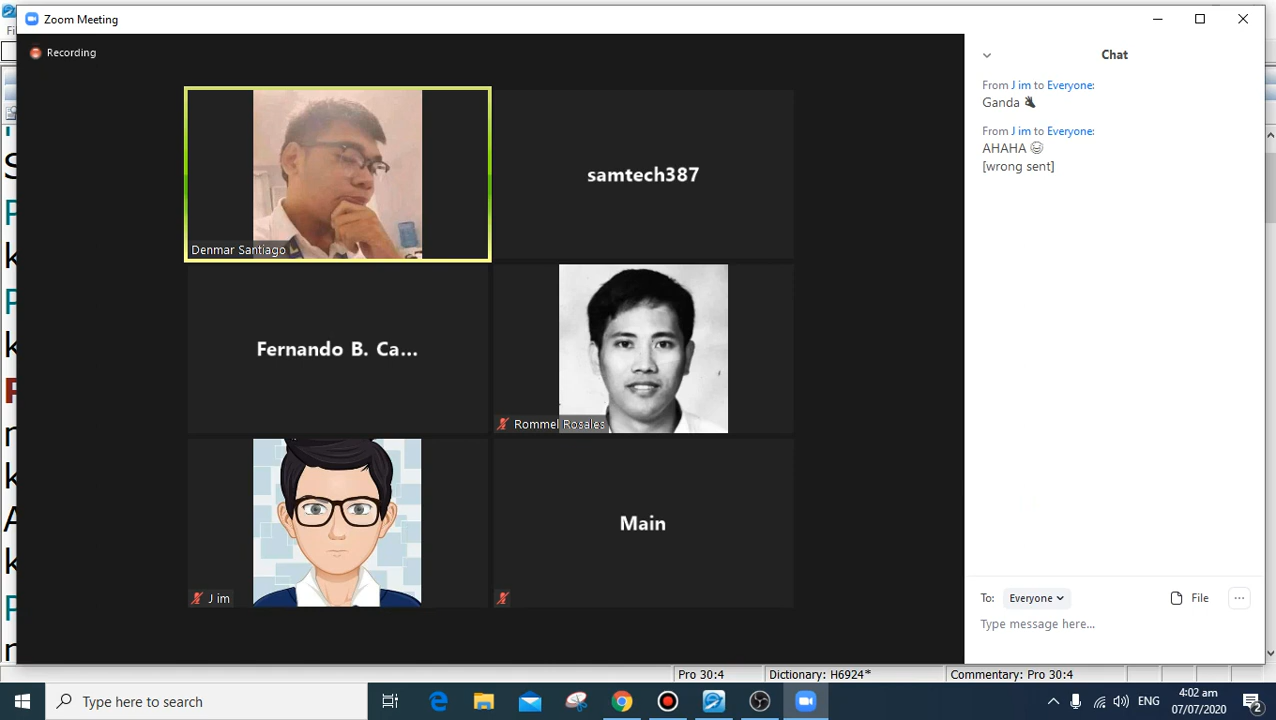 Zoom Meeting
Recording
Chat
From J im to Everyone:
Ganda
From J im to Everyone:
AHAHA
[wrong sent]
Denmar Santiago
samtech387
Fernando B. Ca...
Rommel Rosales
J im
Main
To: Everyone File
Type message here...
Pro 30:4 Dictionary: H6924* Commentary: Pro 30:4
Type here to search
ENG
4:02 am
07/07/2020
2